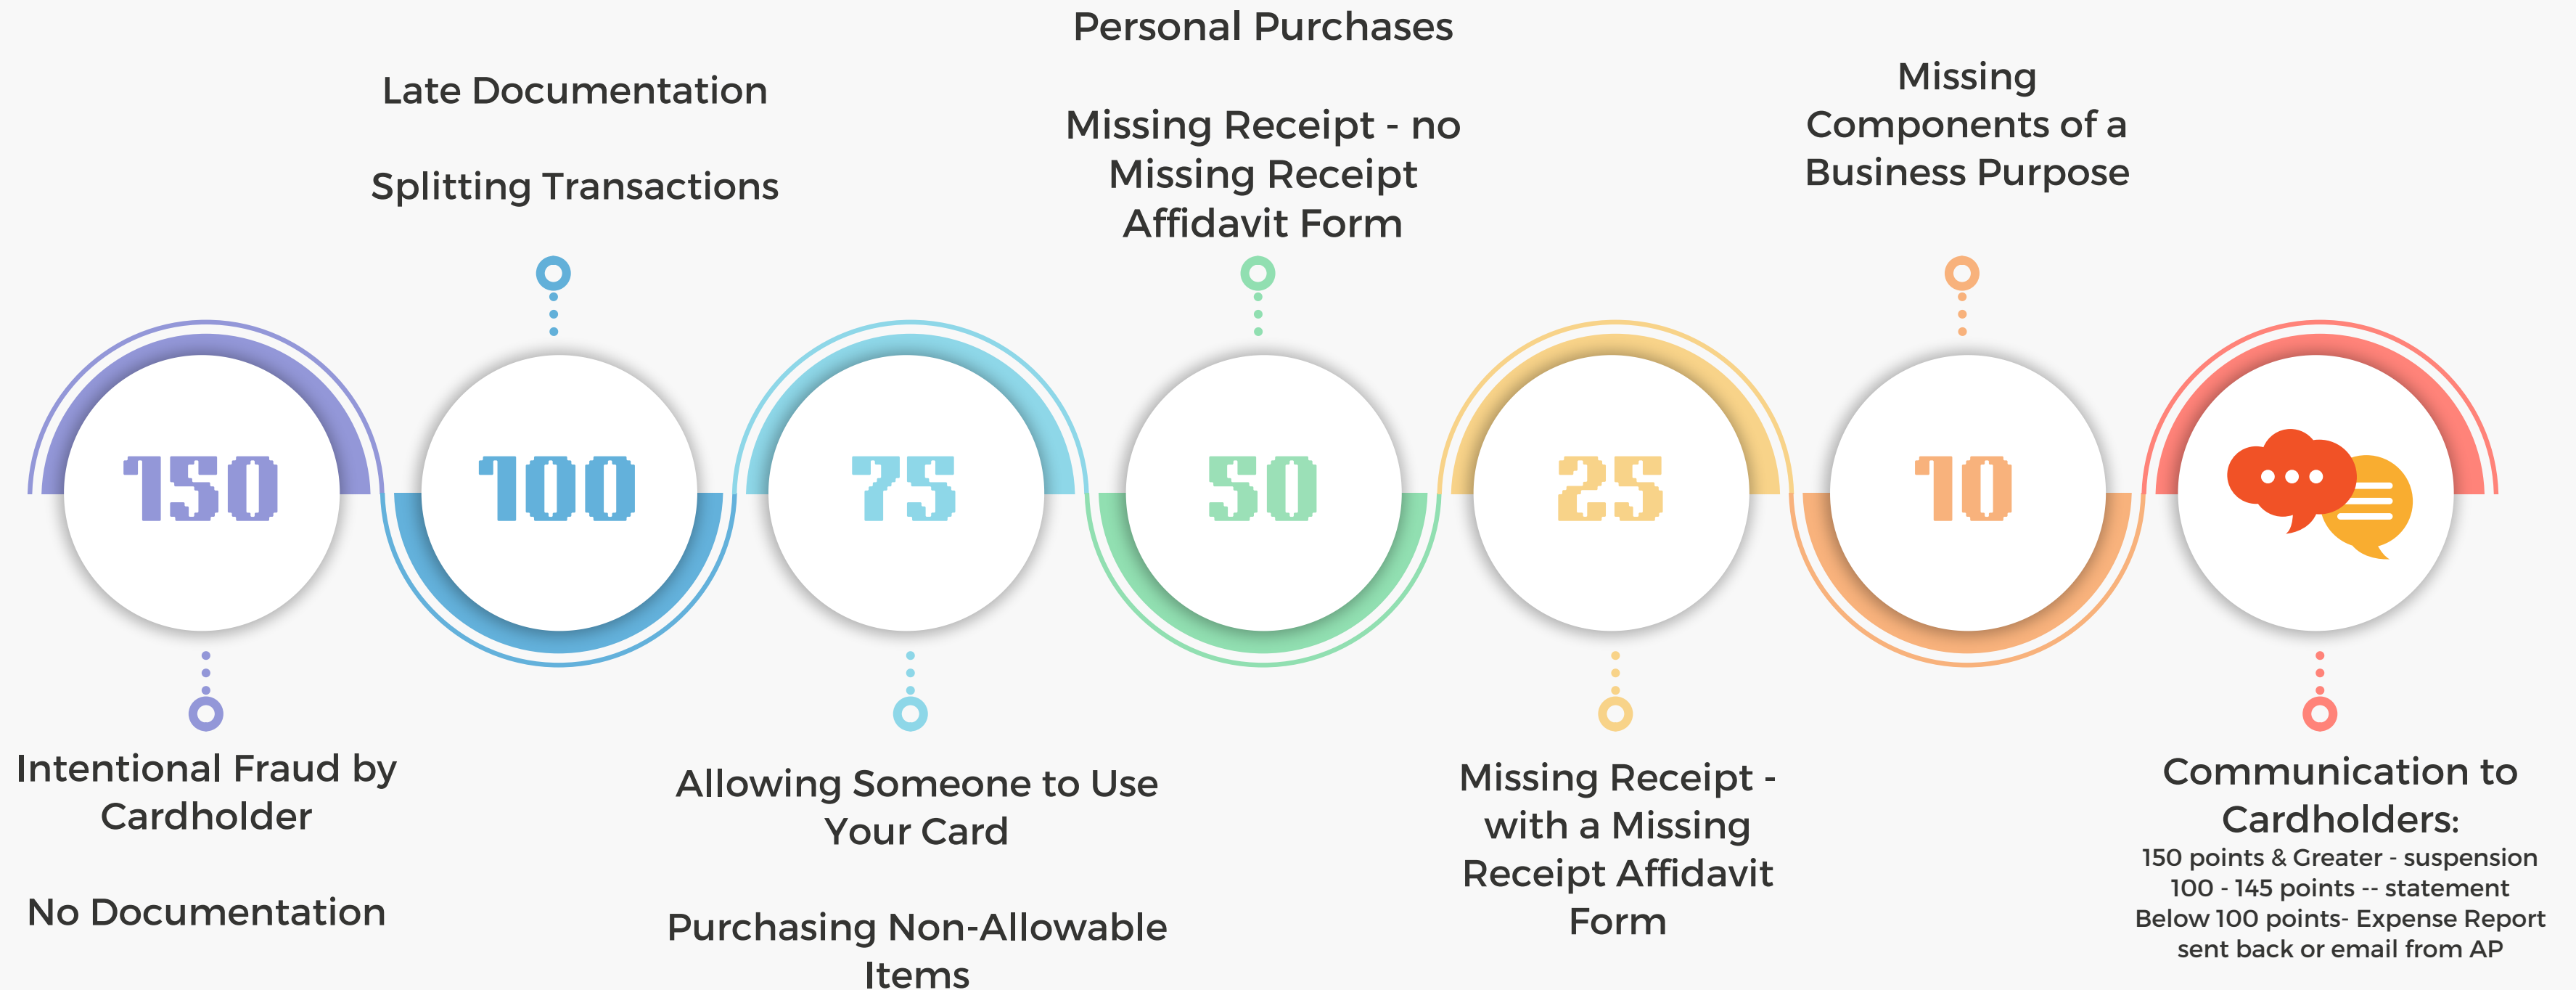 Personal Purchases
Late Documentation
Splitting Transactions
Missing Receipt - no
Missing Receipt
Affidavit Form
Missing
Components of a
Business Purpose
150
100
75
50
25
10
Intentional Fraud by
Cardholder
No Documentation
Allowing Someone to Use
Your Card
Purchasing Non-Allowable
Items
Missing Receipt -
with a Missing
Receipt Affidavit
Form
Communication to
Cardholders:
150 points & Greater - suspension
100 - 145 points -- statement
Below 100 points- Expense Report
sent back or email from AP